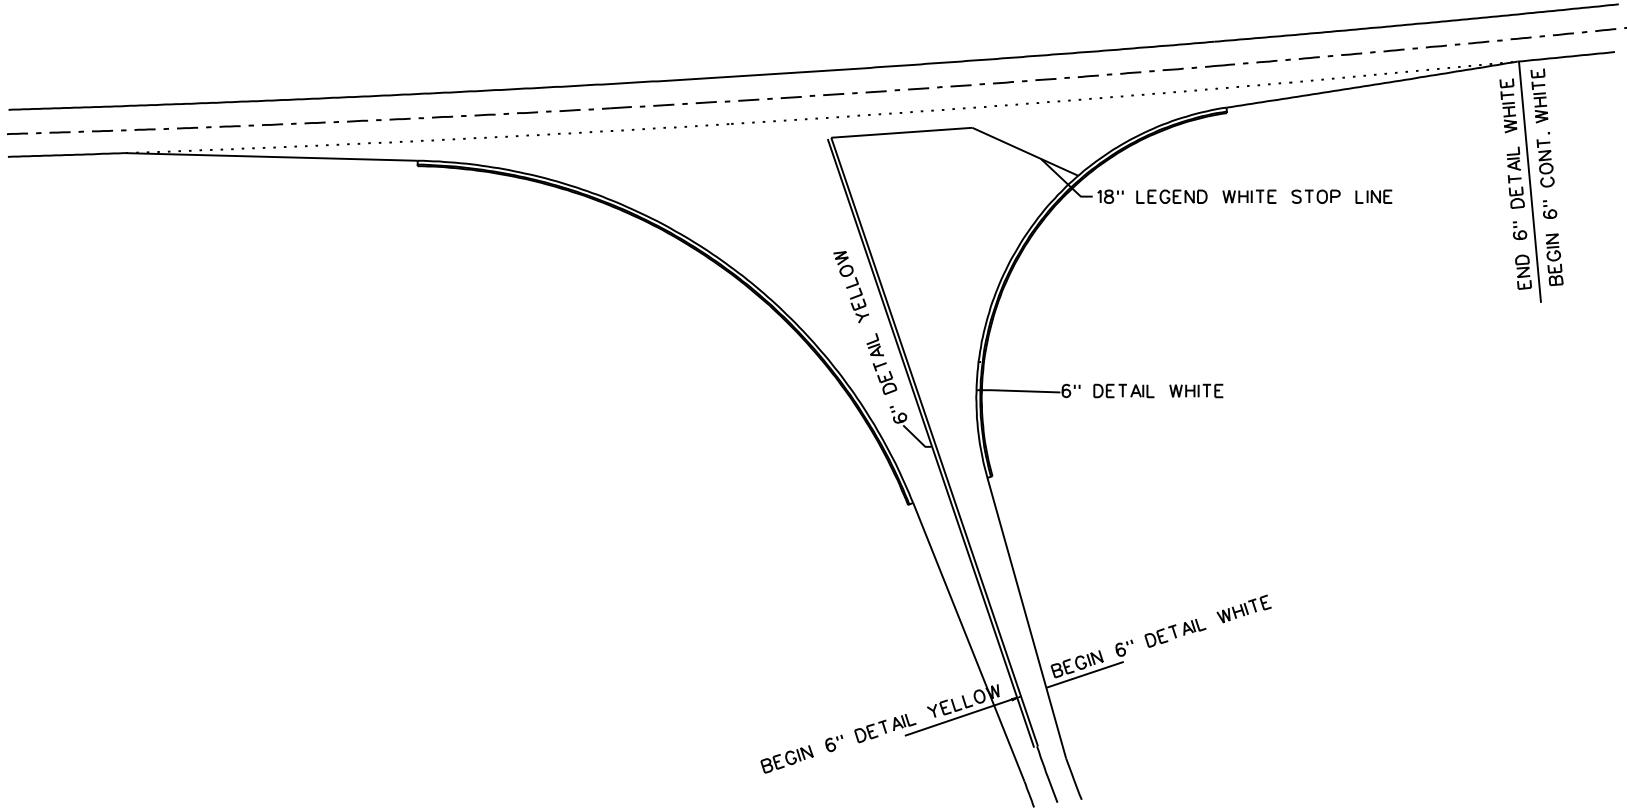 END 6" DETAIL WHITE
BEGIN 6" CONT. WHITE
18" LEGEND WHITE STOP LINE
6" DETAIL YELLOW
6" DETAIL WHITE
BEGIN 6" DETAIL WHITE
BEGIN 6" DETAIL YELLOW